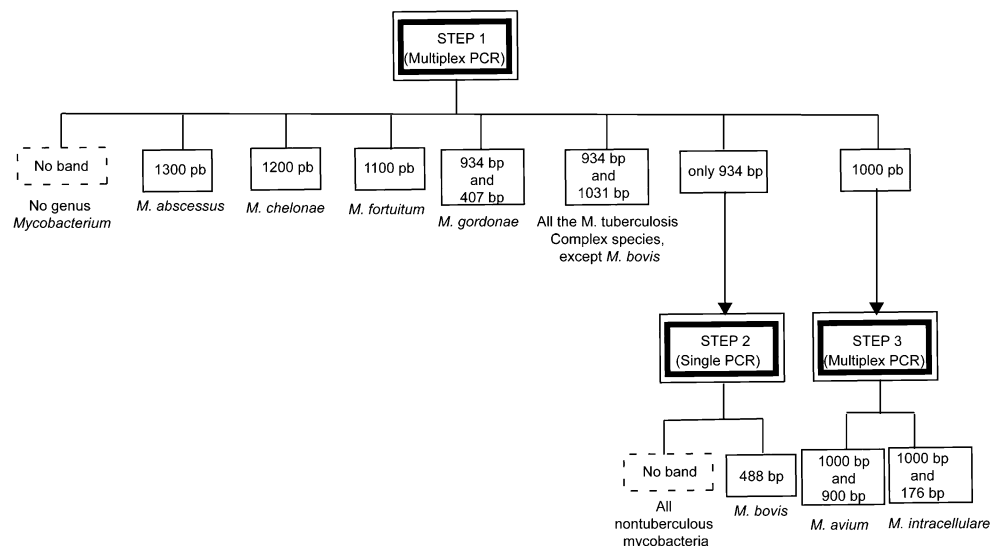 STEP 1
(Multiplex PCR)
No band
No genus
Mycobacterium
1300 pb
M. abscessus
1200 pb
M. chelonae
1100 pb
M. fortuitum
934 bp
and
407 bp
M. gordonae
934 bp
and
1031 bp
All the M. tuberculosis
Complex species,
except M. bovis
only 934 bp
1000 pb
STEP 2
(Single PCR)
STEP 3
(Multiplex PCR)
No band
All
nontuberculous
mycobacteria
488 bp
M. bovis
1000 bp
and
900 bp
M. avium
1000 bp
and
176 bp
M. intracellulare